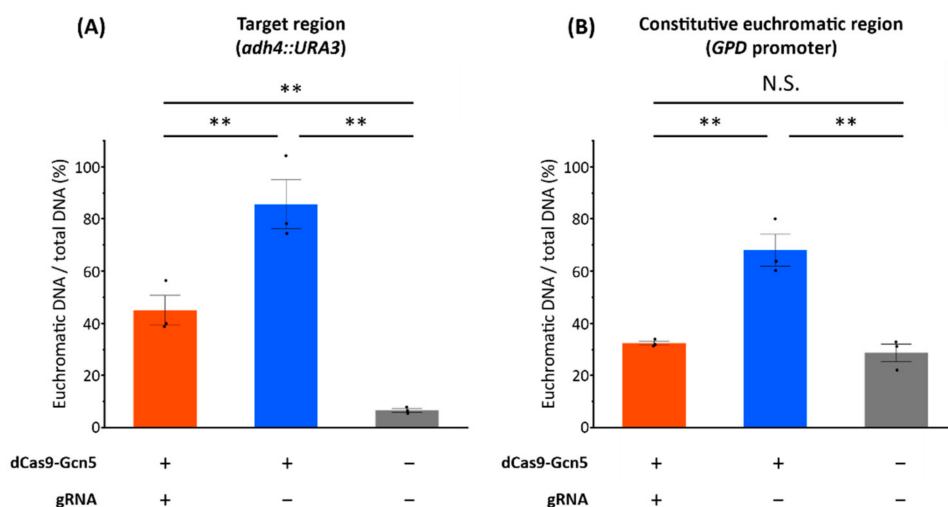 (A)
Target region
(adh4::URA3)
**
** **
Euchromatic DNA / total DNA (%)
100
80
60
40
20
0
dCas9-Gcn5 + + −
gRNA + − −
(B)
Constitutive euchromatic region
(GPD promoter)
N.S.
** **
Euchromatic DNA / total DNA (%)
100
80
60
40
20
0
dCas9-Gcn5 + + −
gRNA + − −